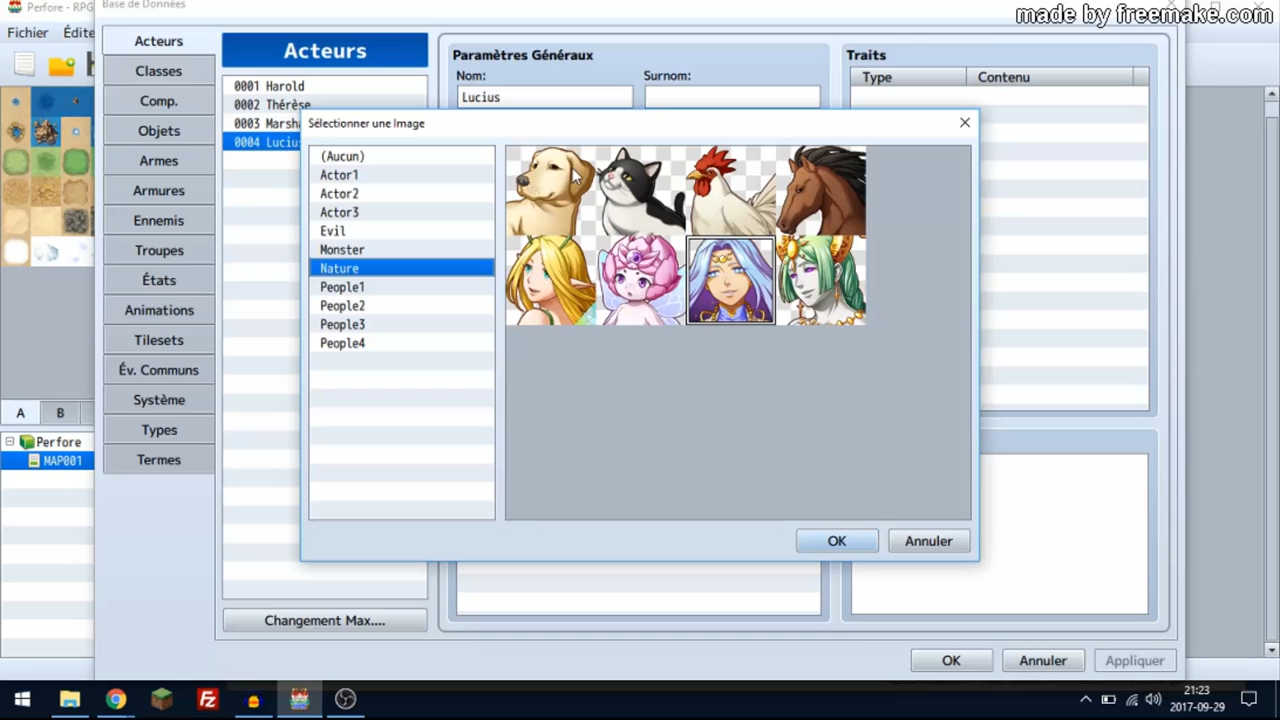 Perfore - RPG
Base de Données
made by freemake.com
Fichier
Édite
Acteurs
Classes
Comp.
Objets
Armes
Armures
Ennemis
Troupes
États
Animations
Tilesets
Év. Communs
Système
Types
Termes
Acteurs
0001 Harold
0002 Thérèse
0003 Marsha
0004 Lucius
Changement Max....
Paramètres Généraux
Nom:
Surnom:
Lucius
Traits
Type
Contenu
Sélectionner une Image
(Aucun)
Actor1
Actor2
Actor3
Evil
Monster
Nature
People1
People2
People3
People4
OK
Annuler
A
B
Perfore
MAP001
OK
Annuler
Appliquer
21:23
2017-09-29